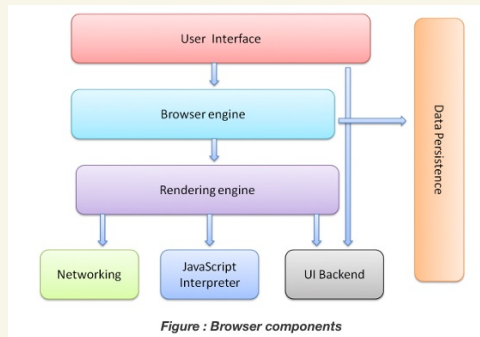 User Interface
Browser engine
Data Persistence
Rendering engine
Networking
JavaScript
Interpreter
UI Backend
Figure : Browser components